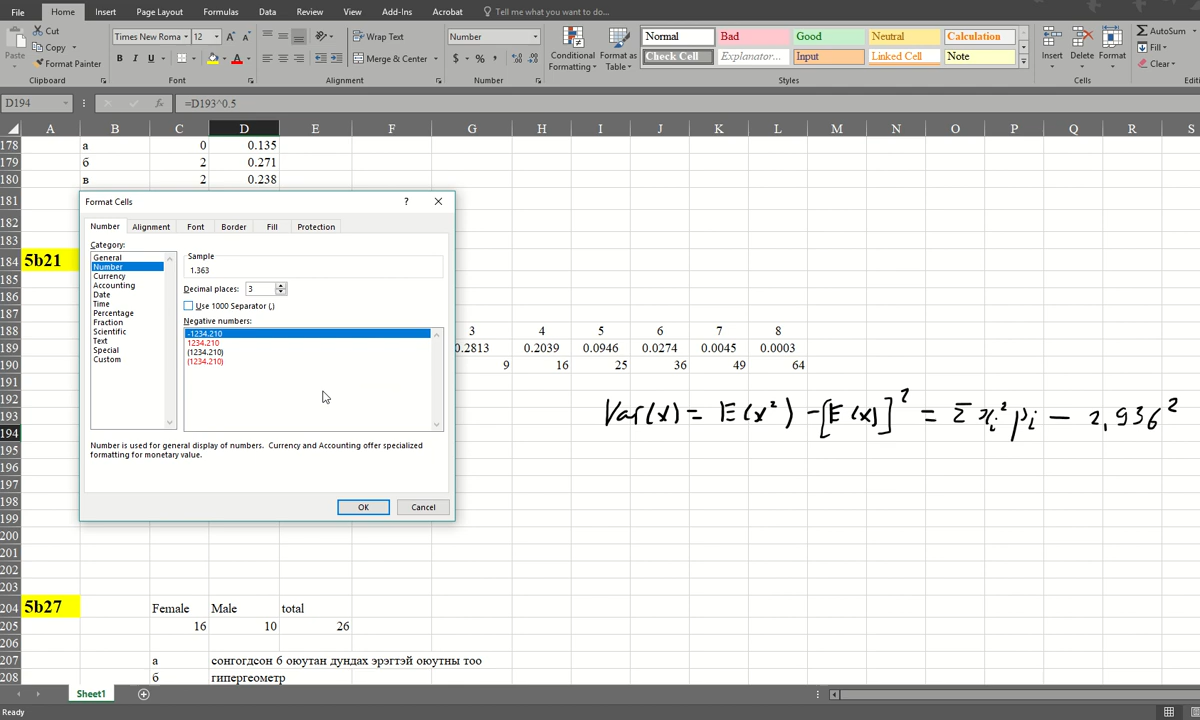 File Home Insert Page Layout Formulas Data Review View Add-Ins Acrobat Tell me what you want to do...
Paste Cut Copy Format Painter Clipboard
Times New Roma 12 B I U Font
Wrap Text Merge & Center Alignment
Number $ % , Number
Conditional Formatting Format as Table
Normal Bad Good Neutral Calculation
Check Cell Explanator... Input Linked Cell Note
Styles
Insert Delete Format Cells
AutoSum Fill Clear
D194 fx =D193^0.5
A B C D E F G H I J K L M N O P Q R S
178 а 0 0.135
179 б 2 0.271
180 в 2 0.238
181
182
183
184 5b21
185
186
187
188 3 4 5 6 7 8
189 0.2813 0.2039 0.0946 0.0274 0.0045 0.0003
190 9 16 25 36 49 64
191
192
193
194
Var(x) = E(x²) - [E(x)]² = Σ xi² pi - 2,936²
195
196
197
198
199
200
201
202
203
204 5b27 Female Male total
205 16 10 26
206
207 а сонгогдсон 6 оюутан дундах эрэгтэй оюутны тоо
208 б гипергеометр
Format Cells ?
Number Alignment Font Border Fill Protection
Category:
General
Number
Currency
Accounting
Date
Time
Percentage
Fraction
Scientific
Text
Special
Custom
Sample
1.363
Decimal places: 3
Use 1000 Separator (,)
Negative numbers:
-1234.210
1234.210
(1234.210)
(1234.210)
Number is used for general display of numbers. Currency and Accounting offer specialized
formatting for monetary value.
OK Cancel
Sheet1
Ready